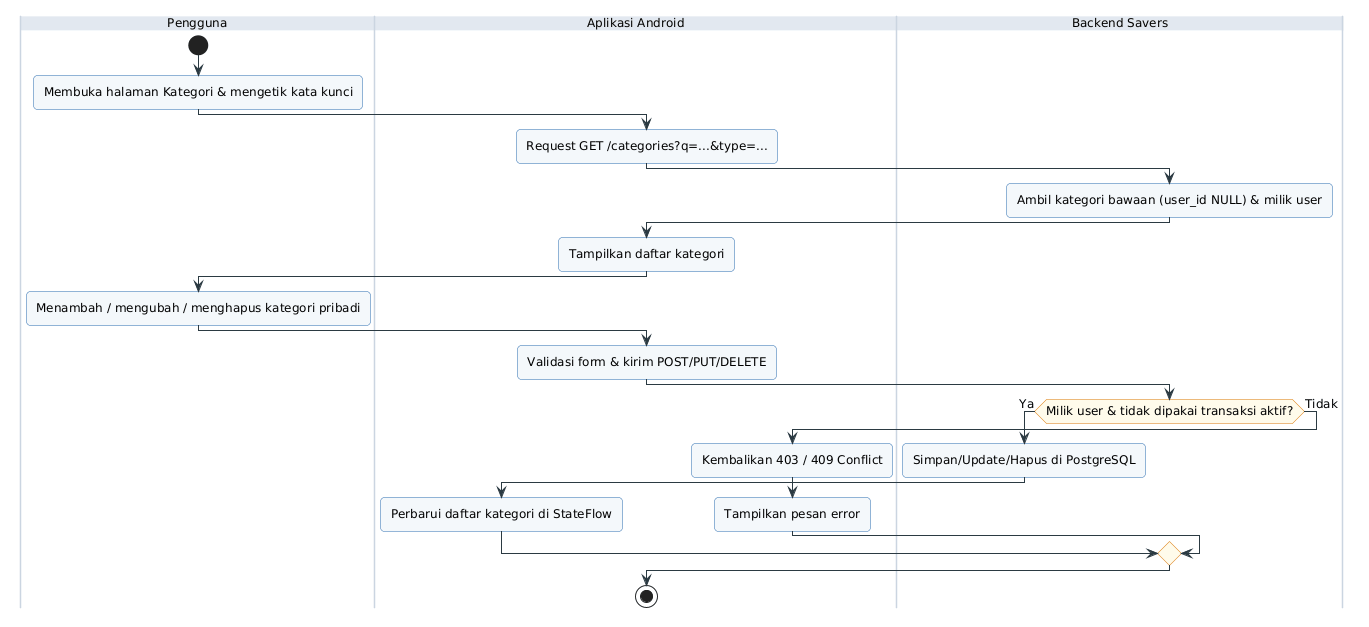 Pengguna
Aplikasi Android
Backend Savers
Membuka halaman Kategori & mengetik kata kunci
Request GET /categories?q=...&type=...
Ambil kategori bawaan (user_id NULL) & milik user
Tampilkan daftar kategori
Menambah / mengubah / menghapus kategori pribadi
Validasi form & kirim POST/PUT/DELETE
Ya
Milik user & tidak dipakai transaksi aktif?
Tidak
Kembalikan 403 / 409 Conflict
Simpan/Update/Hapus di PostgreSQL
Perbarui daftar kategori di StateFlow
Tampilkan pesan error